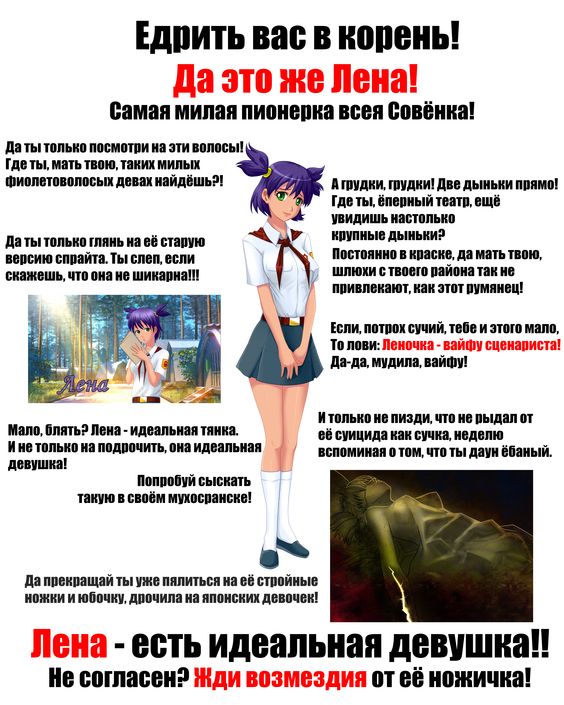 Едрить вас в корень!
Да это же Лена!
Самая милая пионерка всея Совёнка!
Да ты только посмотри на эти волосы!
Где ты, мать твою, таких милых
фиолетоволосых девах найдёшь?!
А грудки, грудки! Две дыньки прямо!
Где ты, ёперный театр, ещё
увидишь настолько
крупные дыньки?
Постоянно в краске, да мать твою,
шлюхи с твоего района так не
привлекают, как этот румянец!
Да ты только глянь на её старую
версию спрайта. Ты слеп, если
скажешь, что она не шикарна!!!
Лена
Если, потрох сучий, тебе и этого мало,
То лови: Леночка - вайфу сценариста!
Да-да, мудила, вайфу!
Мало, блять? Лена - идеальная тянка.
И не только на подрочить, она идеальная
девушка!
Попробуй сыскать
такую в своём мухосранске!
И только не пизди, что не рыдал от
её суицида как сучка, неделю
вспоминая о том, что ты даун ёбаный.
Да прекращай ты уже пялиться на её стройные
ножки и юбочку, дрочила на японских девочек!
Лена - есть идеальная девушка!!
Не согласен? Жди возмездия от её ножичка!